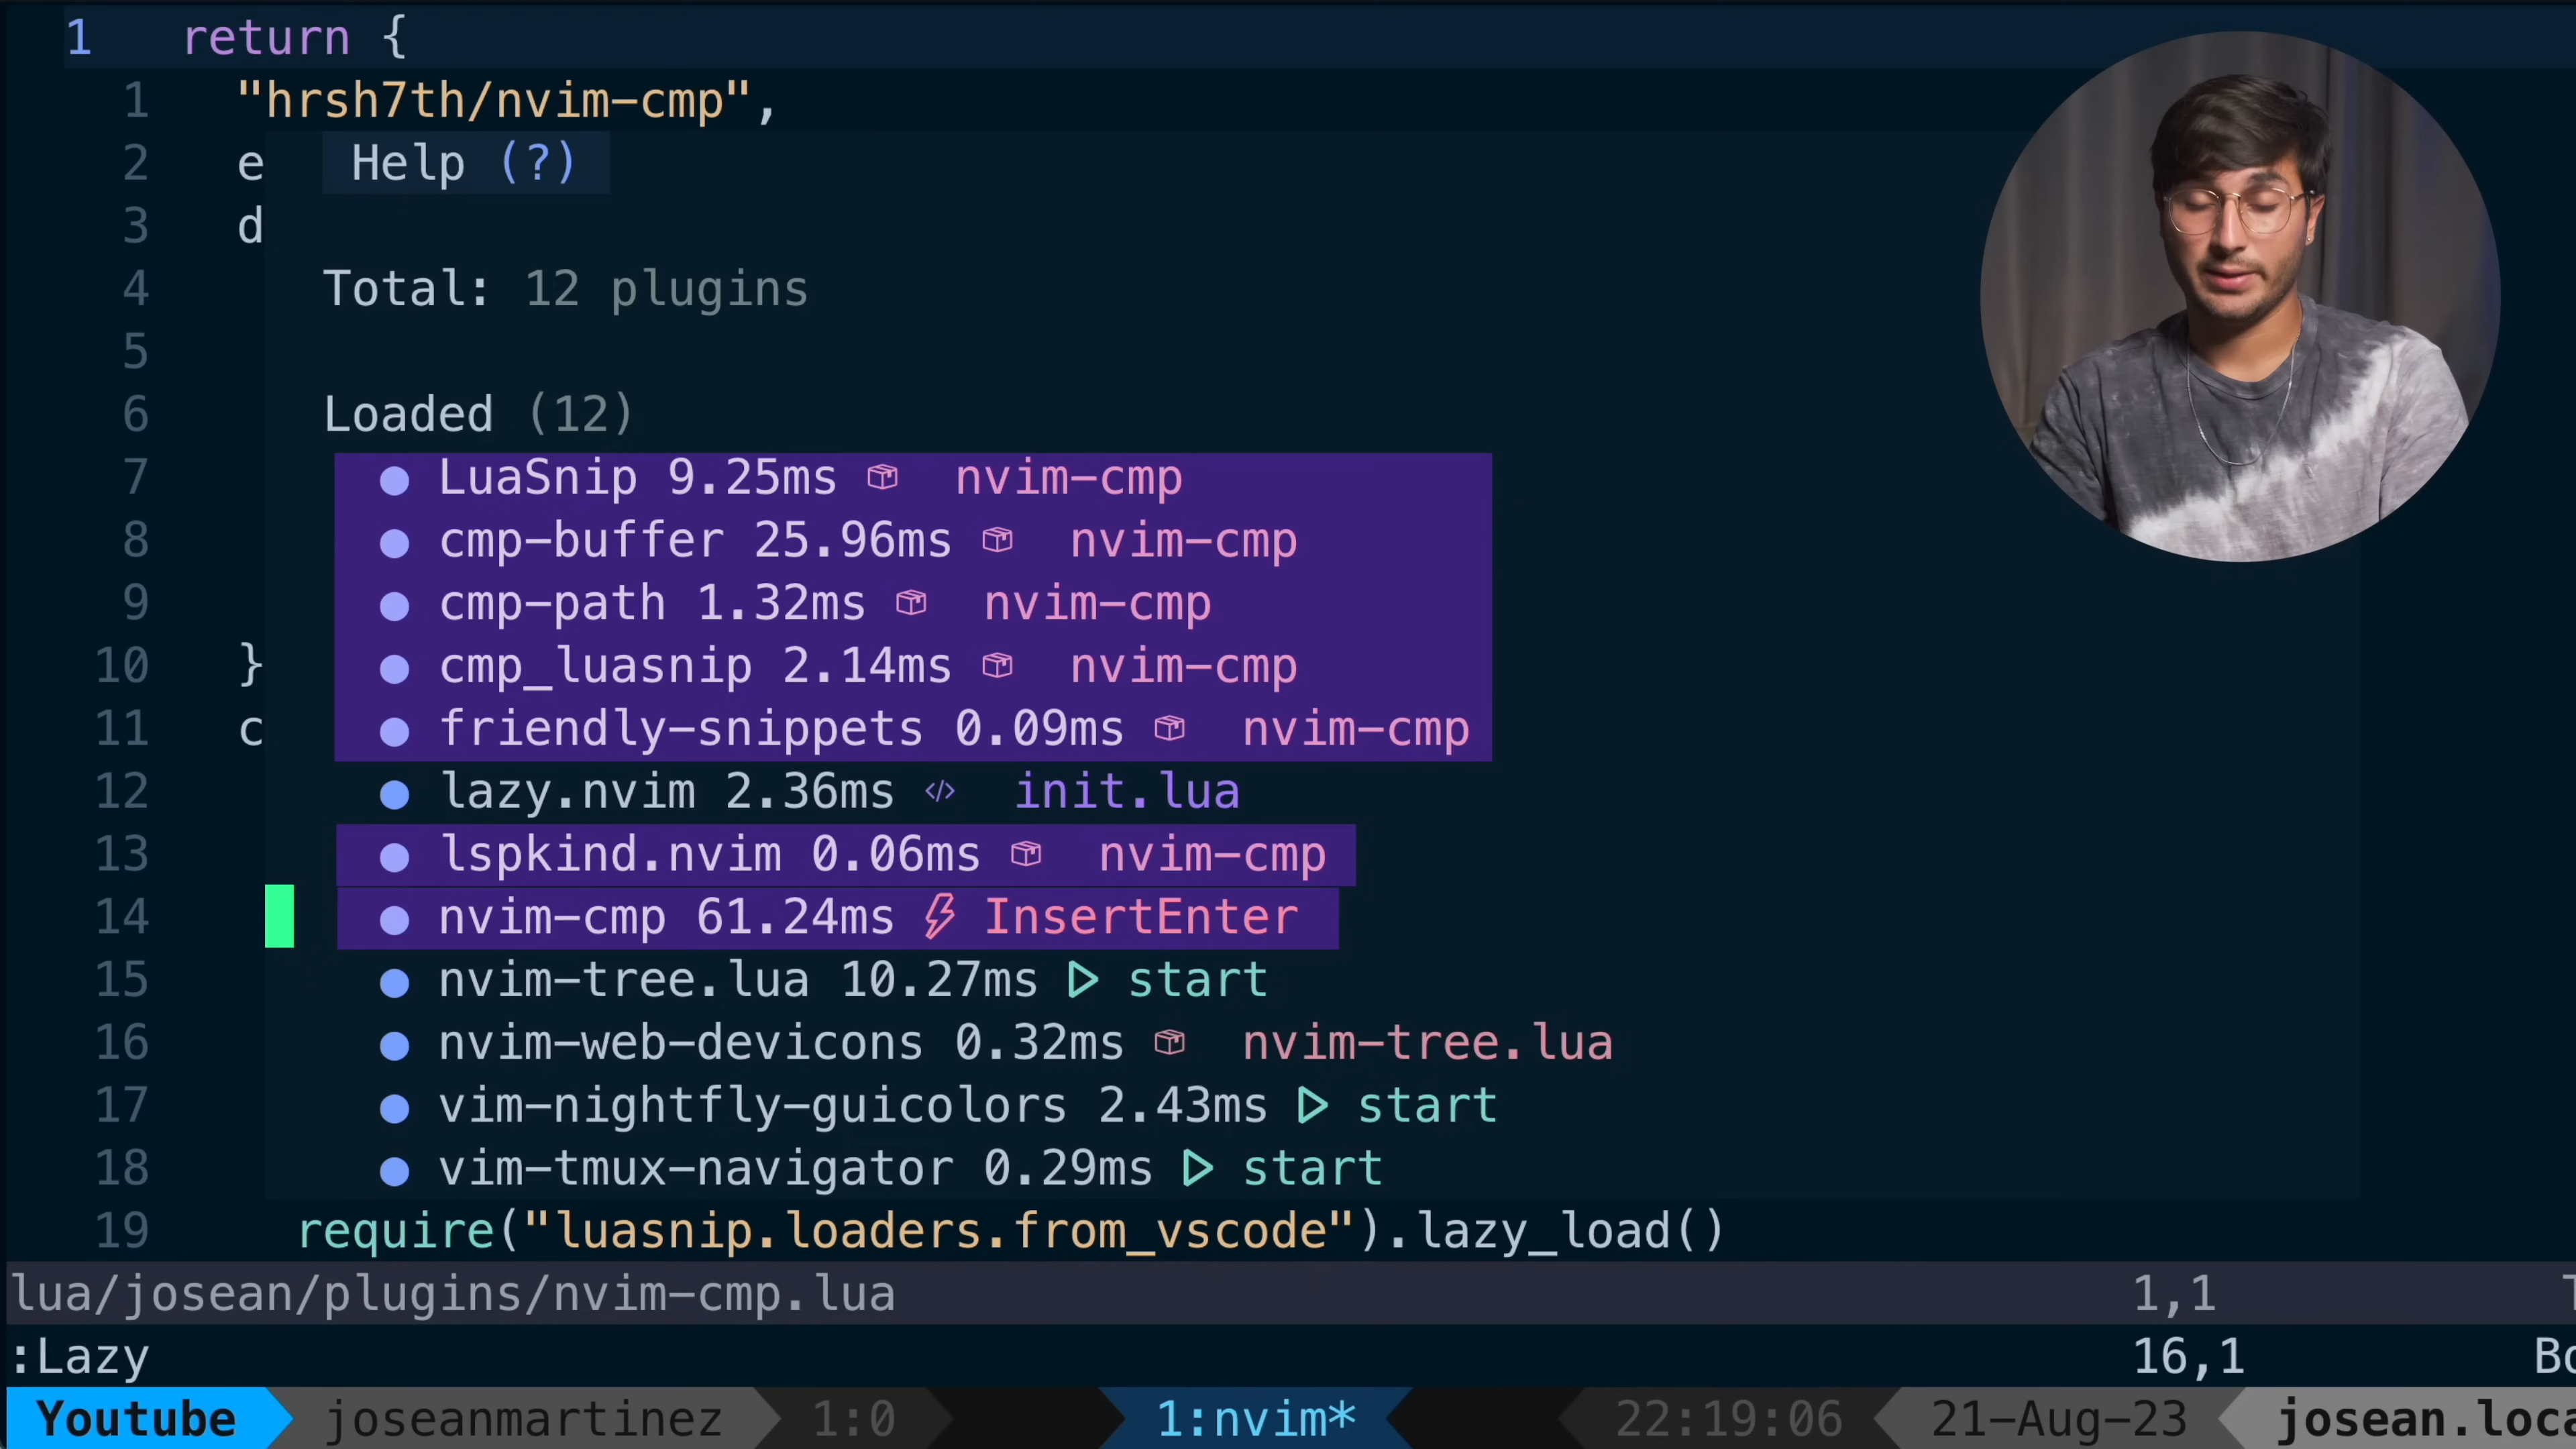 1 return {
1 "hrsh7th/nvim-cmp",
2 e Help (?)
3 d
4 Total: 12 plugins
5
6 Loaded (12)
7 ● LuaSnip 9.25ms nvim-cmp
8 ● cmp-buffer 25.96ms nvim-cmp
9 ● cmp-path 1.32ms nvim-cmp
10 } ● cmp_luasnip 2.14ms nvim-cmp
11 c ● friendly-snippets 0.09ms nvim-cmp
12 ● lazy.nvim 2.36ms </> init.lua
13 ● lspkind.nvim 0.06ms nvim-cmp
14 ● nvim-cmp 61.24ms InsertEnter
15 ● nvim-tree.lua 10.27ms start
16 ● nvim-web-devicons 0.32ms nvim-tree.lua
17 ● vim-nightfly-guicolors 2.43ms start
18 ● vim-tmux-navigator 0.29ms start
19 require("luasnip.loaders.from_vscode").lazy_load()
lua/josean/plugins/nvim-cmp.lua 1,1 T
:Lazy 16,1 Bo
Youtube joseanmartinez 1:0 1:nvim* 22:19:06 21-Aug-23 josean.loca